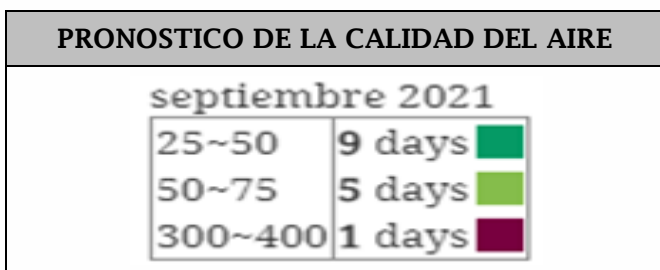 PRONOSTICO DE LA CALIDAD DEL AIRE
septiembre 2021
25~50 9 days
50~75 5 days
300~400 1 days